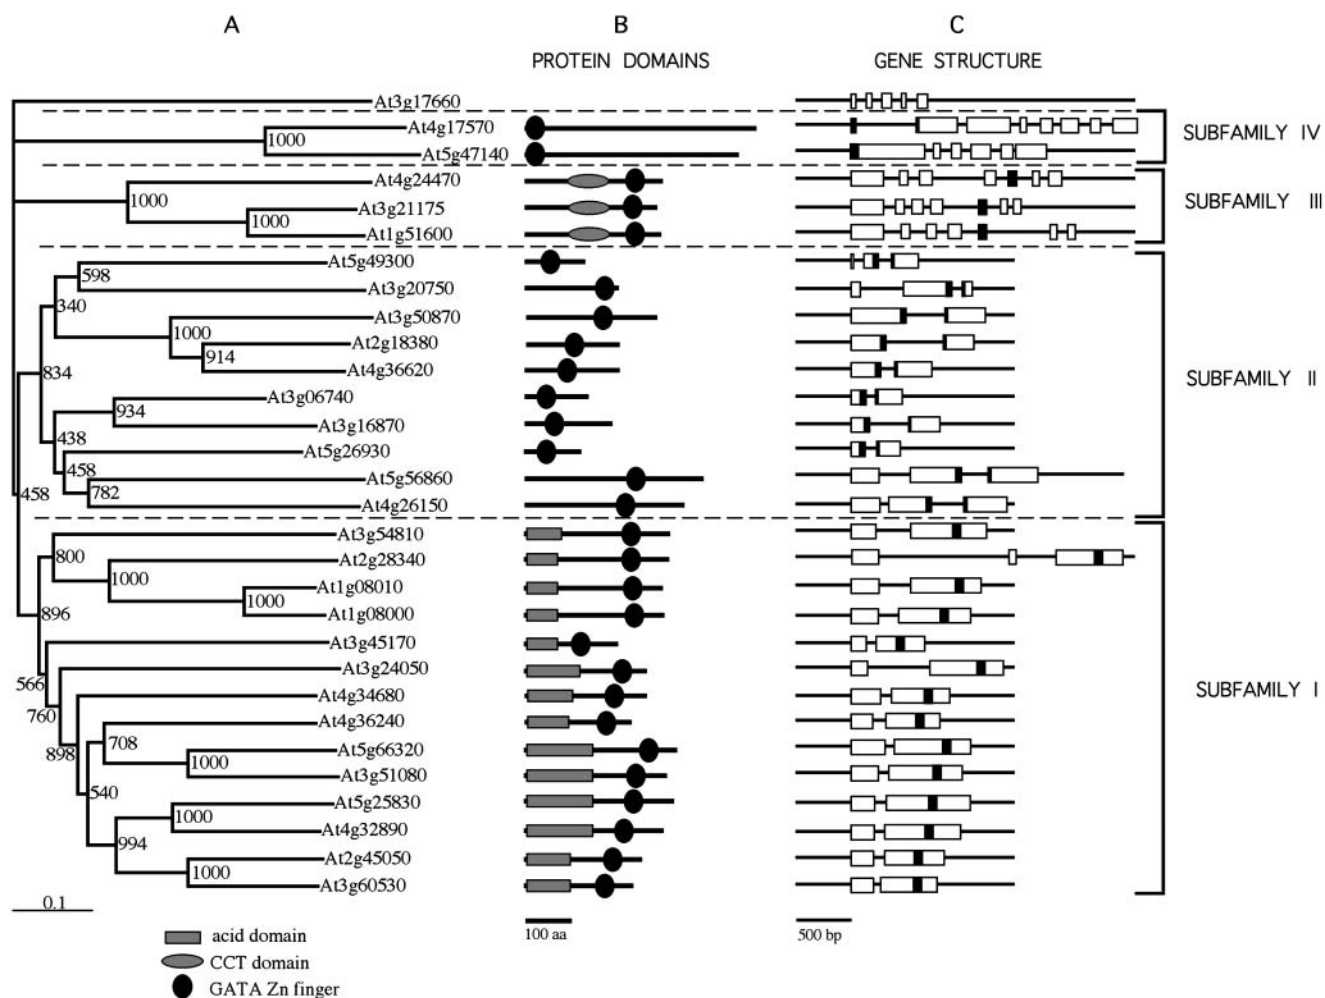 A B C
PROTEIN DOMAINS GENE STRUCTURE
At3g17660
At4g17570
1000
SUBFAMILY IV
At5g47140
At4g24470
1000
At3g21175
SUBFAMILY III
1000
At1g51600
At5g49300
598
At3g20750
340
At3g50870
1000
At2g18380
914
At4g36620
834
SUBFAMILY II
At3g06740
934
At3g16870
438
At5g26930
458
At5g56860
782
458
At4g26150
At3g54810
800
At2g28340
1000
At1g08010
1000
At1g08000
896
At3g45170
At3g24050
566
At4g34680
SUBFAMILY I
760
At4g36240
708
898
At5g66320
1000
At3g51080
540
At5g25830
1000
At4g32890
994
At2g45050
1000
At3g60530
0.1
100 aa
500 bp
acid domain
CCT domain
GATA Zn finger